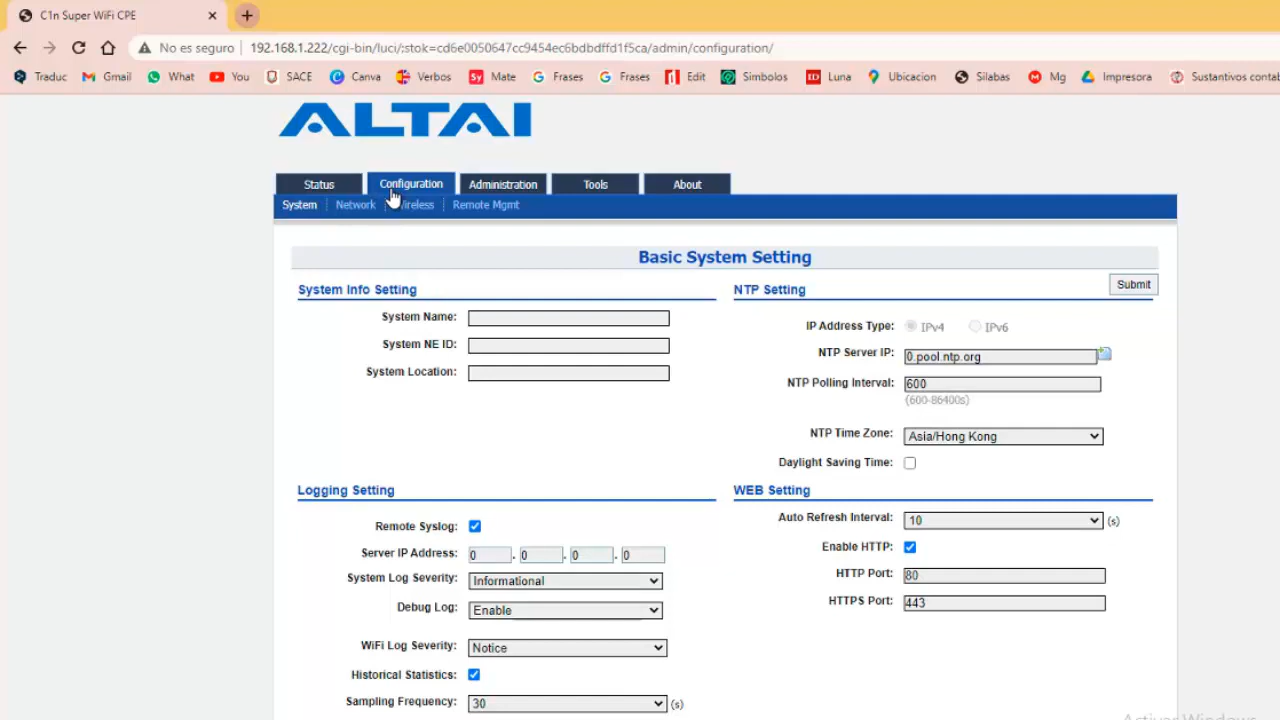 C1n Super WiFi CPE
No es seguro 192.168.1.222/cgi-bin/luci/;stok=cd6e0050647cc9454ec6bdbdffd1f5ca/admin/configuration/
Traduc Gmail What You SACE Canva Verbos Mate Frases Frases Edit Simbolos Luna Ubicacion Silabas Mg Impresora Sustantivos contab
ALTAI
Status Configuration Administration Tools About
System Network Wireless Remote Mgmt
Basic System Setting
Submit
System Info Setting
System Name:
System NE ID:
System Location:
NTP Setting
IP Address Type: IPv4 IPv6
NTP Server IP: 0.pool.ntp.org
NTP Polling Interval: 600
(600-86400s)
NTP Time Zone: Asia/Hong Kong
Daylight Saving Time:
Logging Setting
Remote Syslog:
Server IP Address: 0 . 0 . 0 . 0
System Log Severity: Informational
Debug Log: Enable
WiFi Log Severity: Notice
Historical Statistics:
Sampling Frequency: 30 (s)
WEB Setting
Auto Refresh Interval: 10 (s)
Enable HTTP:
HTTP Port: 80
HTTPS Port: 443
Activar Windows